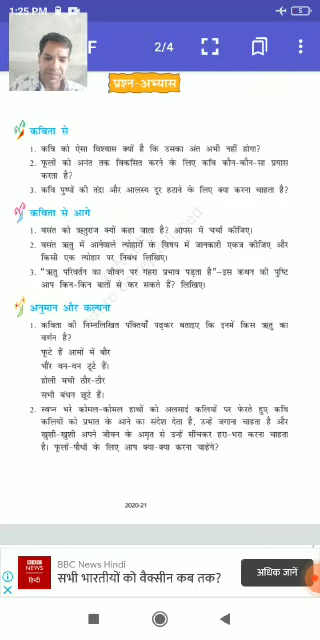 1:25 PM
5
F
2/4
प्रश्न-अभ्यास
कविता से
1. कवि को ऐसा विश्वास क्यों है कि उसका अंत अभी नहीं होगा?
2. फूलों को अनंत तक विकसित करने के लिए कवि कौन-कौन-सा प्रयास
करता है?
3. कवि पुष्पों की तंद्रा और आलस्य दूर हटाने के लिए क्या करना चाहता है?
कविता से आगे
1. वसंत को ऋतुराज क्यों कहा जाता है? आपस में चर्चा कीजिए।
2. वसंत ऋतु में आनेवाले त्योहारों के विषय में जानकारी एकत्र कीजिए और
किसी एक त्योहार पर निबंध लिखिए।
3. "ऋतु परिवर्तन का जीवन पर गहरा प्रभाव पड़ता है"–इस कथन की पुष्टि
आप किन-किन बातों से कर सकते हैं? लिखिए।
अनुमान और कल्पना
1. कविता की निम्नलिखित पंक्तियाँ पढ़कर बताइए कि इनमें किस ऋतु का
वर्णन है?
फूटे हैं आमों में बौर
भौंर वन-वन टूटे हैं।
होली मची ठौर-ठौर
सभी बंधन छूटे हैं।
2. स्वप्न भरे कोमल-कोमल हाथों को अलसाई कलियों पर फेरते हुए कवि
कलियों को प्रभात के आने का संदेश देता है, उन्हें जगाना चाहता है और
खुशी-खुशी अपने जीवन के अमृत से उन्हें सींचकर हरा-भरा करना चाहता
है। फूलों-पौधों के लिए आप क्या-क्या करना चाहेंगे?
2020-21
BBC News Hindi
सभी भारतीयों को वैक्सीन कब तक?
अधिक जानें
BBC
NEWS
हिन्दी